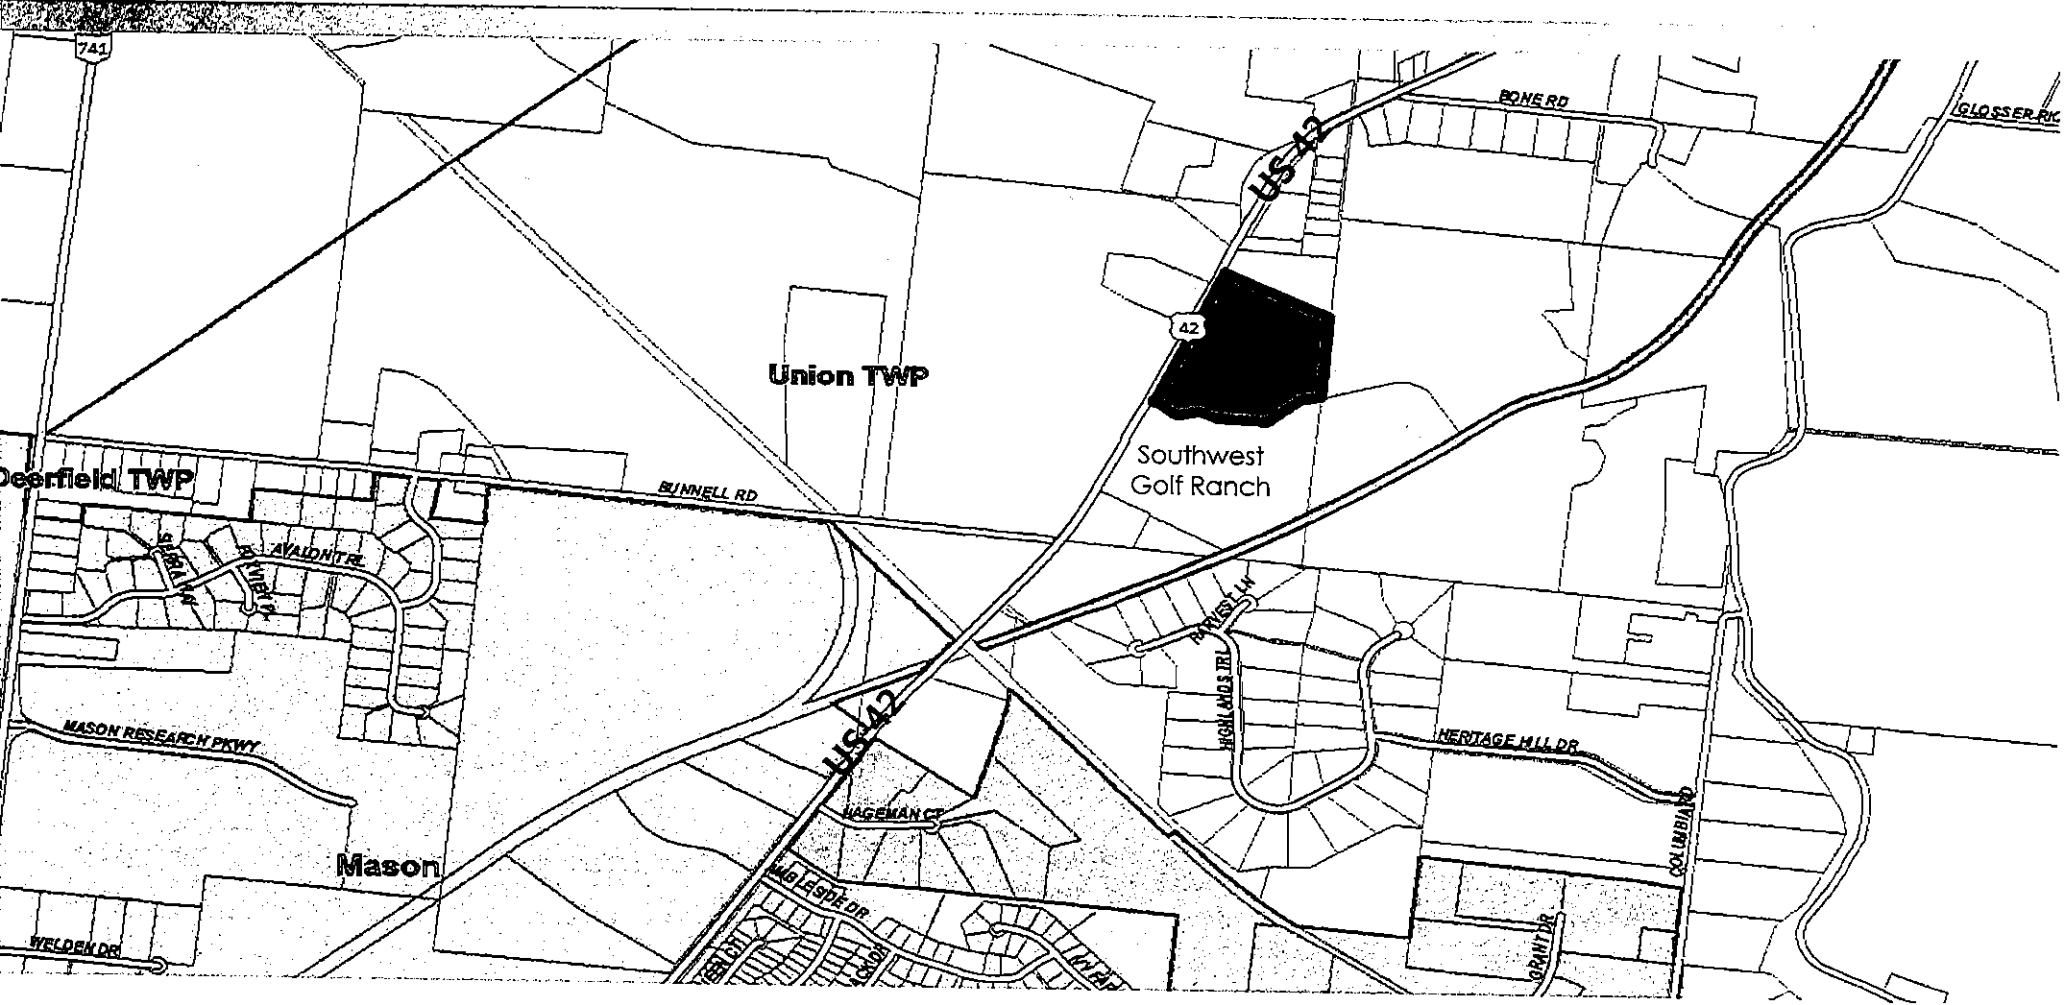 741
BONE RD
US 42
42
Union TWP
Southwest
Golf Ranch
Deerfield TWP
BUNNELL RD
AVALON TRL
HARVEST LN
HIGHLANDS TRL
US 42
MASON RESEARCH PKWY
HERITAGE HILL DR
HAGEMAN CT
COLUMBIA RD
Mason
INGLESIDE DR
GRANT DR
WELDEN DR